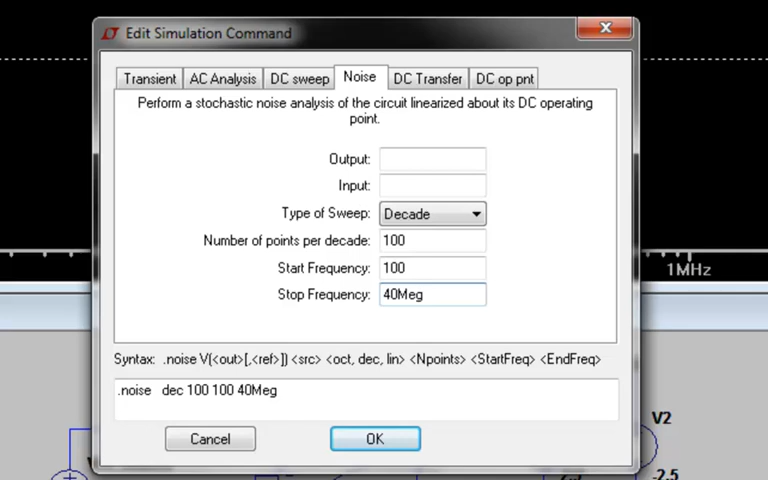 Edit Simulation Command
Transient AC Analysis DC sweep Noise DC Transfer DC op pnt
Perform a stochastic noise analysis of the circuit linearized about its DC operating
point.
Output:
Input:
Type of Sweep: Decade
Number of points per decade: 100
Start Frequency: 100
Stop Frequency: 40Meg
1MHz
Syntax: .noise V(<out>[,<ref>]) <src> <oct, dec, lin> <Npoints> <StartFreq> <EndFreq>
.noise dec 100 100 40Meg
V2
Cancel OK
-2.5